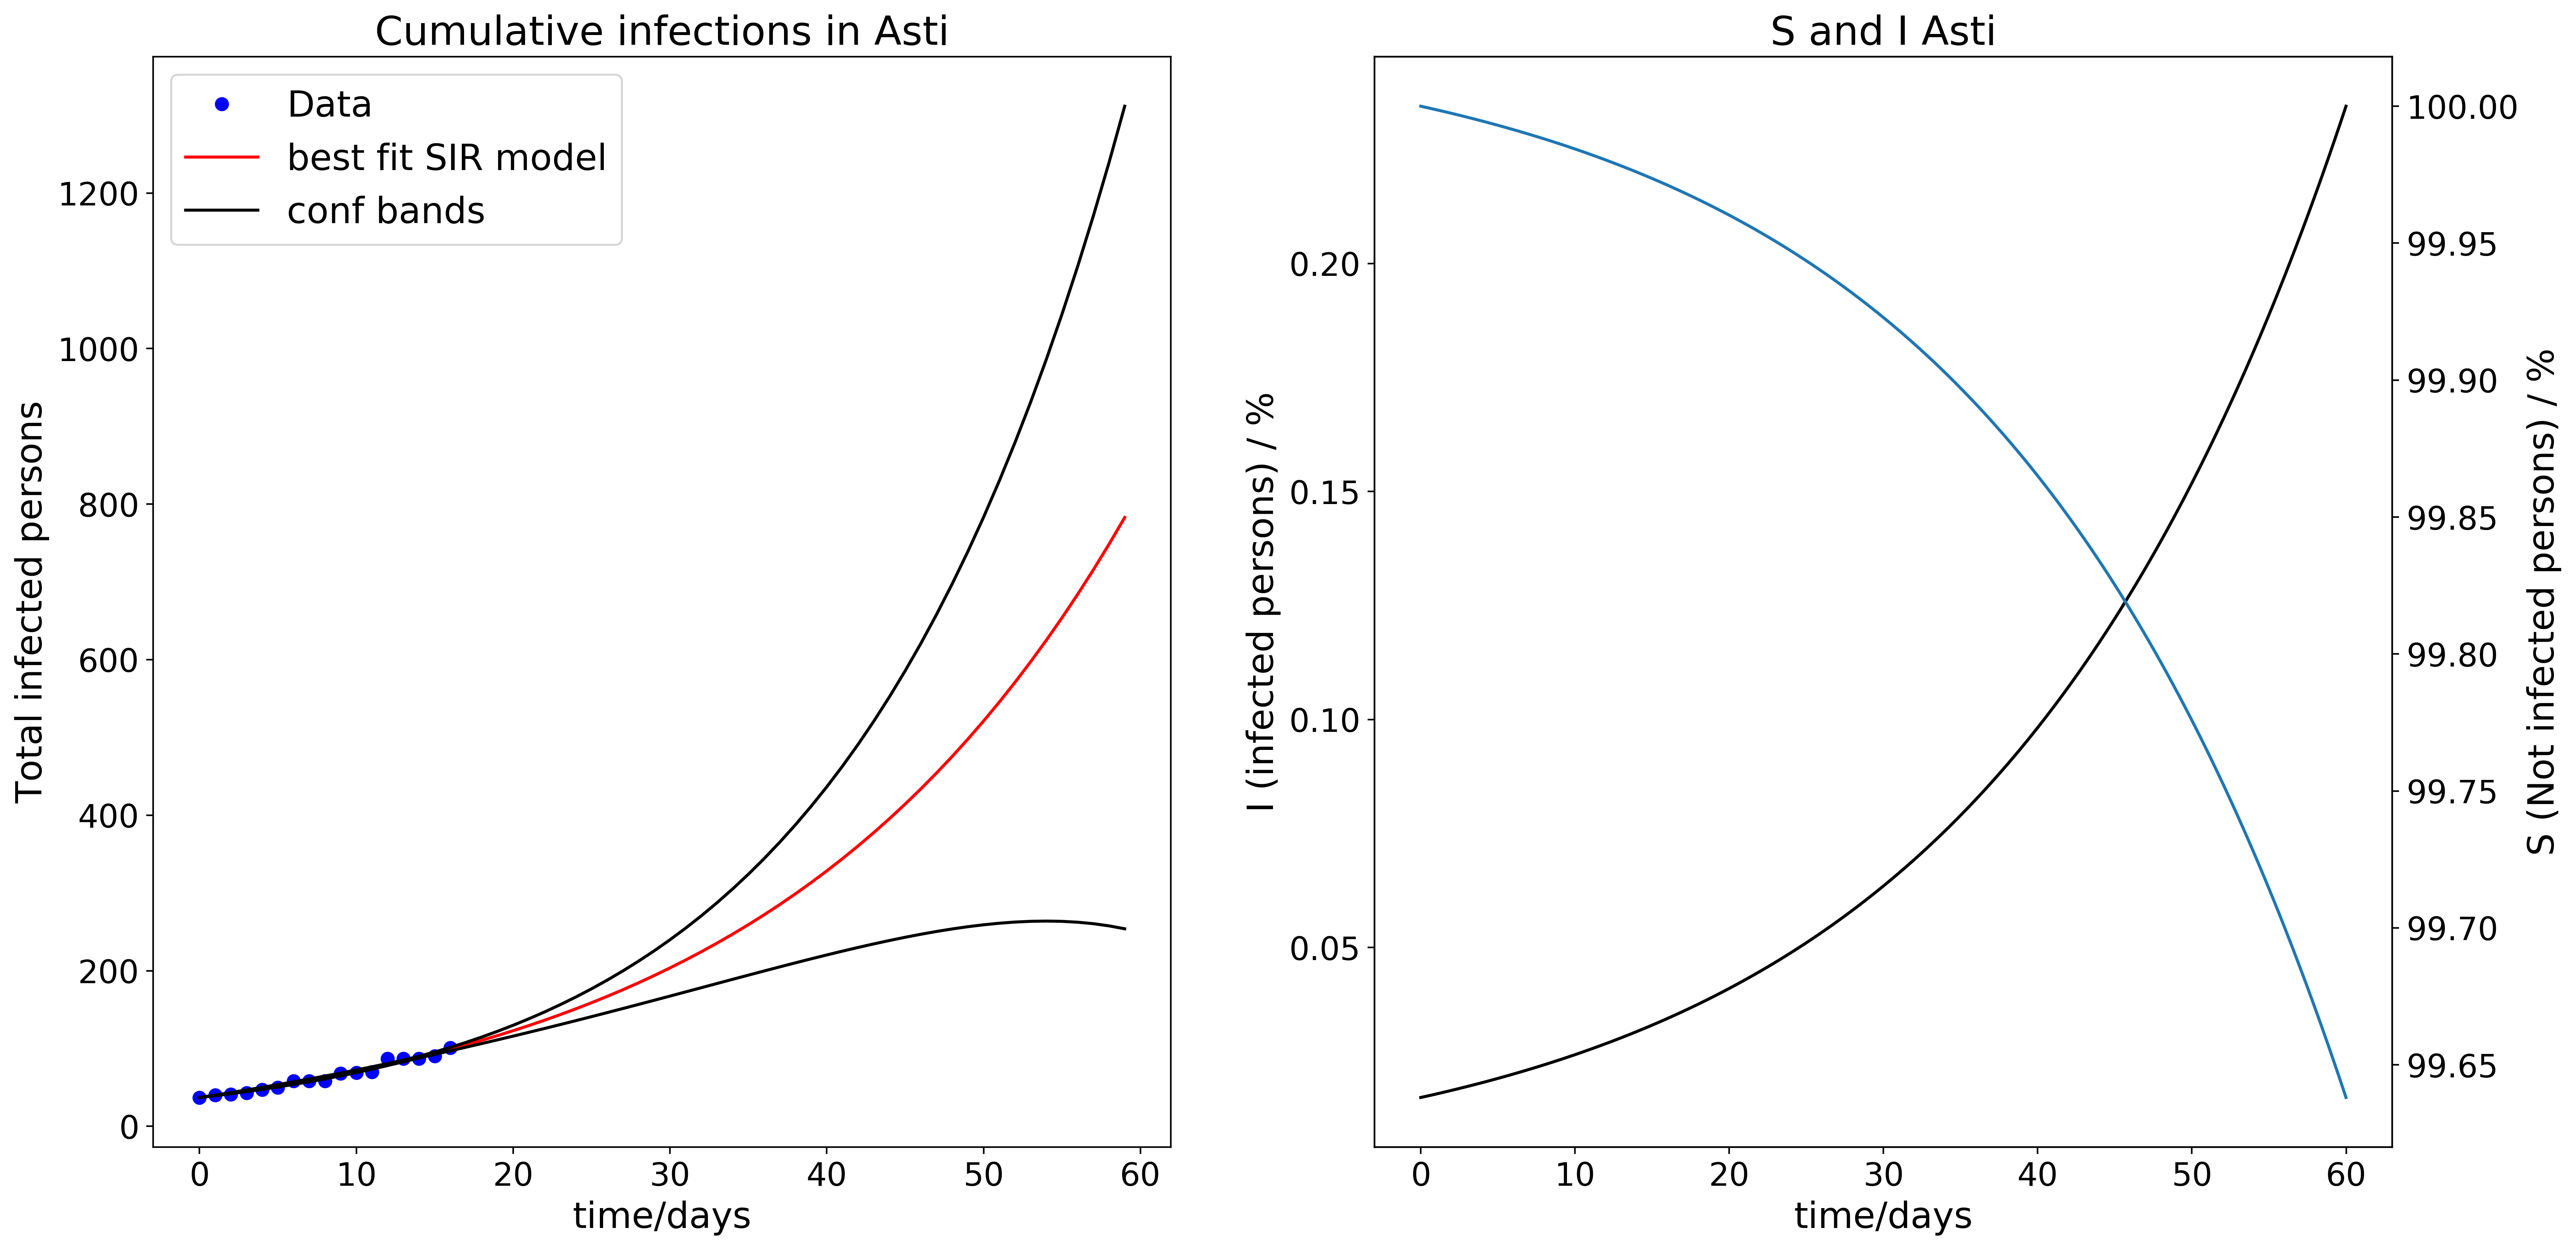 Cumulative infections in Asti
Data
best fit SIR model
conf bands
Total infected persons
1200
1000
800
600
400
200
0
0 10 20 30 40 50 60
time/days
S and I Asti
I (infected persons) / %
0.20
0.15
0.10
0.05
100.00
99.95
99.90
99.85
99.80
99.75
99.70
99.65
S (Not infected persons) / %
0 10 20 30 40 50 60
time/days